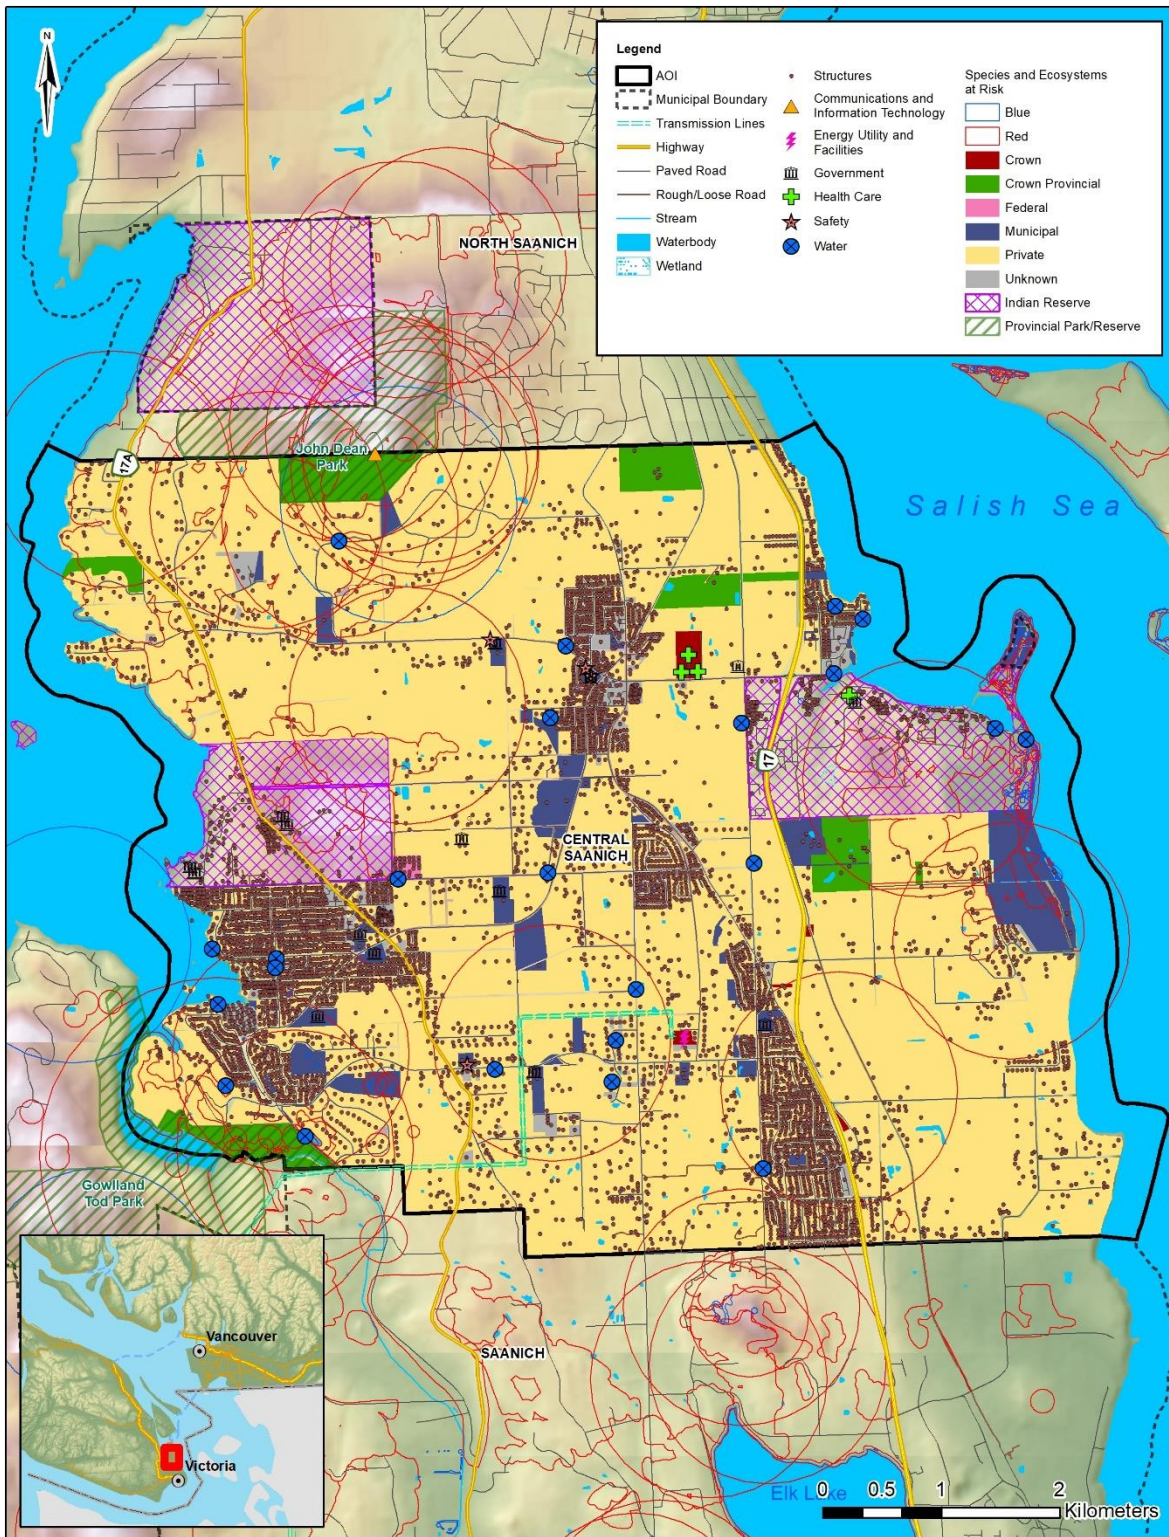 N
Legend
AOI
Municipal Boundary
Transmission Lines
Highway
Paved Road
Rough/Loose Road
Stream
Waterbody
Wetland
Structures
Communications and
Information Technology
Energy Utility and
Facilities
Government
Health Care
Safety
Water
Species and Ecosystems
at Risk
Blue
Red
Crown
Crown Provincial
Federal
Municipal
Private
Unknown
Indian Reserve
Provincial Park/Reserve
NORTH SAANICH
John Dean
Park
17A
Salish Sea
17
CENTRAL
SAANICH
Gowlland
Tod Park
SAANICH
Vancouver
Victoria
Elk Lake
0 0.5 1 2
Kilometers